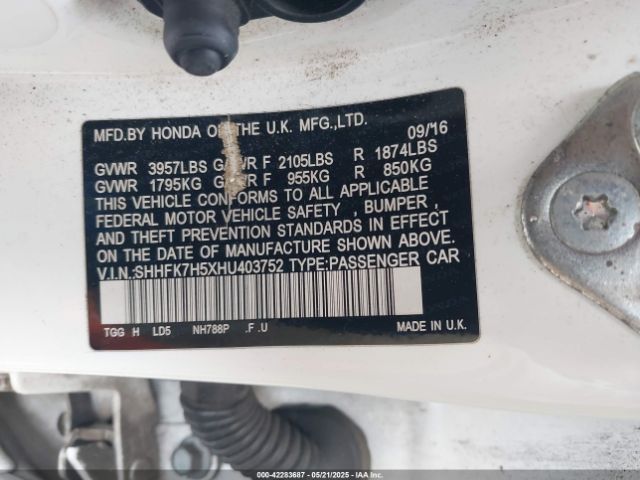 MFD.BY HONDA OF THE U.K. MFG.,LTD. 09/16
GVWR 3957LBS GAWR F 2105LBS R 1874LBS
GVWR 1795KG GAWR F 955KG R 850KG
THIS VEHICLE CONFORMS TO ALL APPLICABLE
FEDERAL MOTOR VEHICLE SAFETY , BUMPER ,
AND THEFT PREVENTION STANDARDS IN EFFECT
ON THE DATE OF MANUFACTURE SHOWN ABOVE.
V.I.N.:SHHFK7H5XHU403752 TYPE:PASSENGER CAR
TGG H LD5 NH788P .F .U MADE IN U.K.
000-42283687 - 05/21/2025 - IAAI.COM